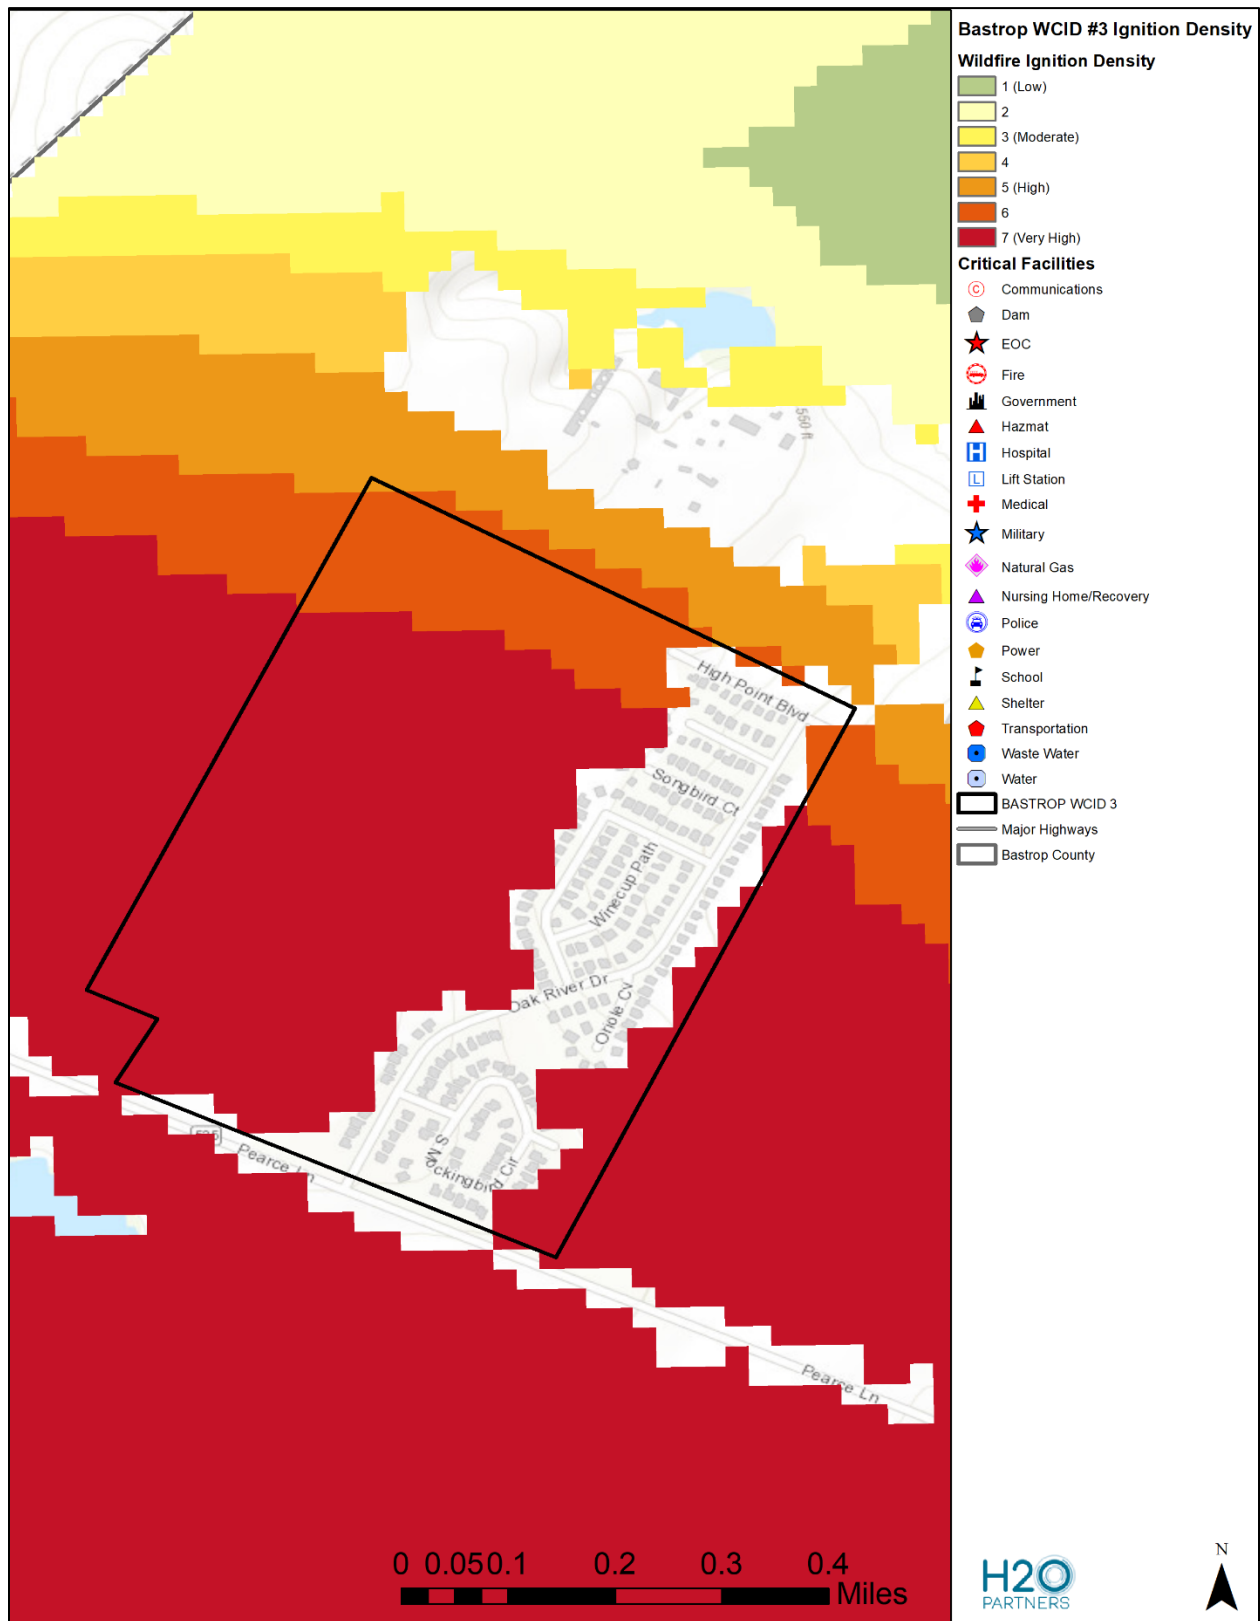 Bastrop WCID #3 Ignition Density
Wildfire Ignition Density
1 (Low)
2
3 (Moderate)
4
5 (High)
6
7 (Very High)
Critical Facilities
C Communications
Dam
EOC
Fire
Government
Hazmat
H Hospital
L Lift Station
Medical
Military
Natural Gas
Nursing Home/Recovery
Police
Power
School
Shelter
Transportation
Waste Water
Water
BASTROP WCID 3
Major Highways
Bastrop County
550 ft
High Point Blvd
Songbird Ct
Winecup Path
Oak River Dr
Oriole Cv
S Mockingbird Cir
535
Pearce Ln
Pearce Ln
0 0.05 0.1 0.2 0.3 0.4
Miles
N
H2O
PARTNERS